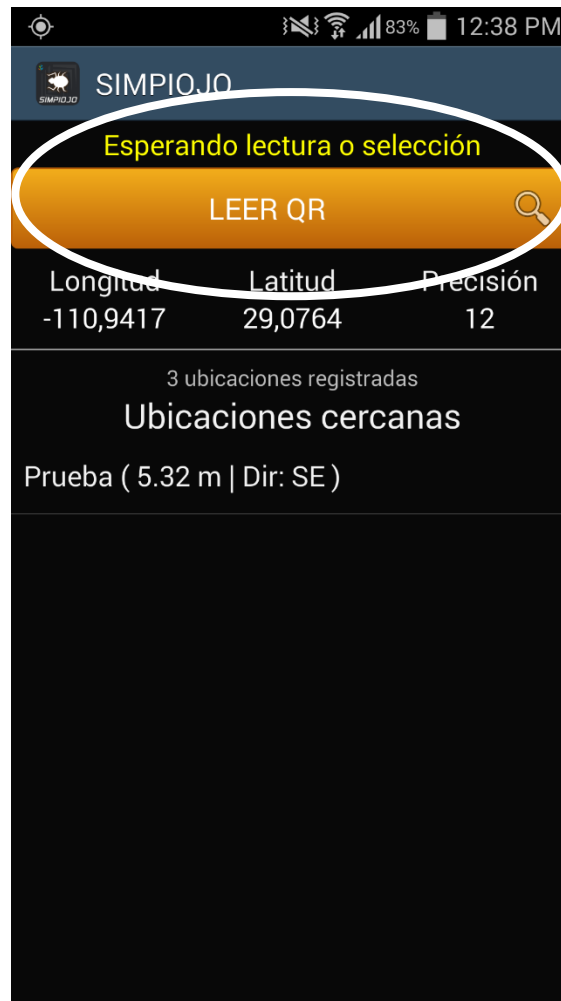 83% 12:38 PM
SIMPIOJO
SIMPIOJO
Esperando lectura o selección
LEER QR
Longitud Latitud Precisión
-110,9417 29,0764 12
3 ubicaciones registradas
Ubicaciones cercanas
Prueba ( 5.32 m | Dir: SE )